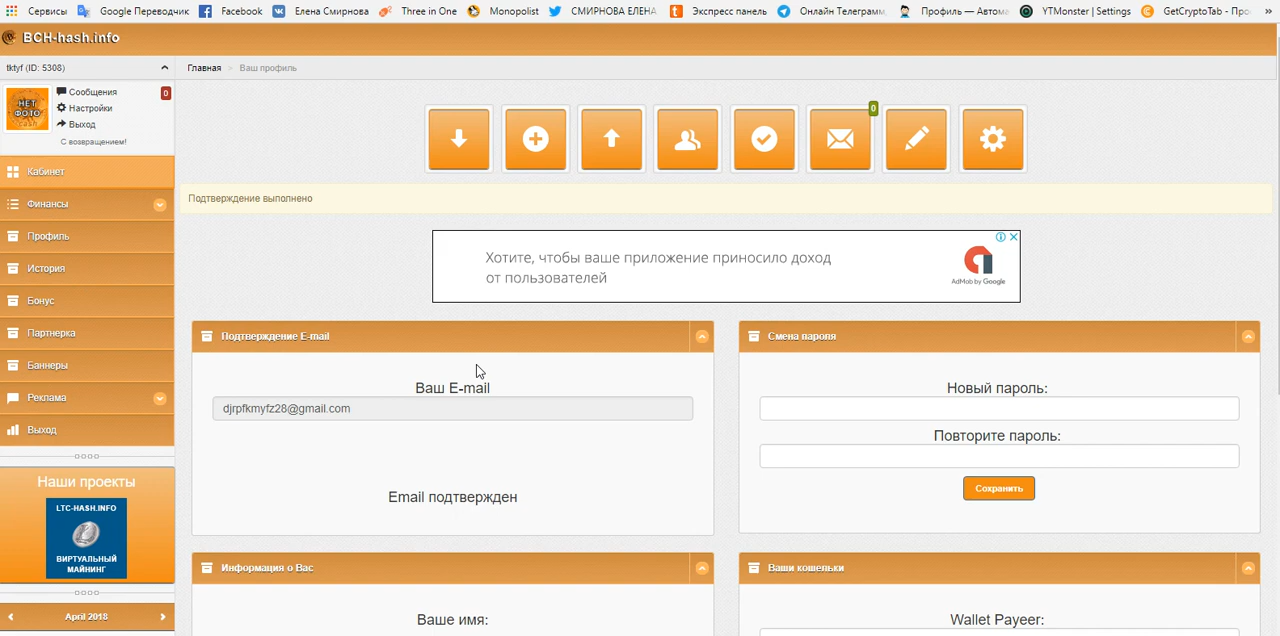 Сервисы Google Переводчик Facebook Елена Смирнова Three in One Monopolist СМИРНОВА ЕЛЕНА Экспресс панель Онлайн Телеграмм Профиль — Автома YTMonster | Settings GetCryptoTab - Про »
BCH-hash.info
tktyf (ID: 5308)
Главная > Ваш профиль
НЕТ ФОТО
Сообщения 0
Настройки
Выход
С возвращением!
0
Кабинет
Финансы
Профиль
История
Бонус
Партнерка
Баннеры
Реклама
Выход
Наши проекты
LTC-HASH.INFO
ВИРТУАЛЬНЫЙ
МАЙНИНГ
April 2018
Подтверждение выполнено
Хотите, чтобы ваше приложение приносило доход
от пользователей
AdMob by Google
Подтверждение E-mail
Ваш E-mail
djrpfkmyfz28@gmail.com
Email подтвержден
Смена пароля
Новый пароль:
Повторите пароль:
Сохранить
Информация о Вас
Ваше имя:
Ваши кошельки
Wallet Payeer: